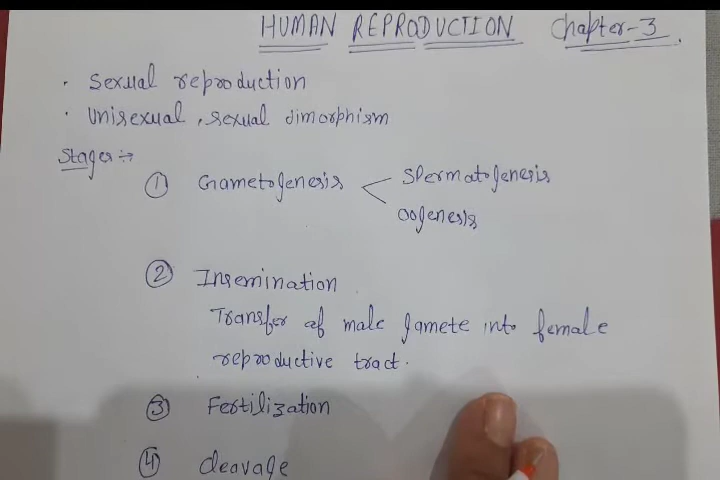 HUMAN REPRODUCTION Chapter-3
· Sexual reproduction
· Unisexual, sexual dimorphism
Stages :→
① Gametogenesis < Spermatogenesis
Oogenesis
② Insemination
Transfer of male gamete into female
reproductive tract.
③ Fertilization
④ Cleavage